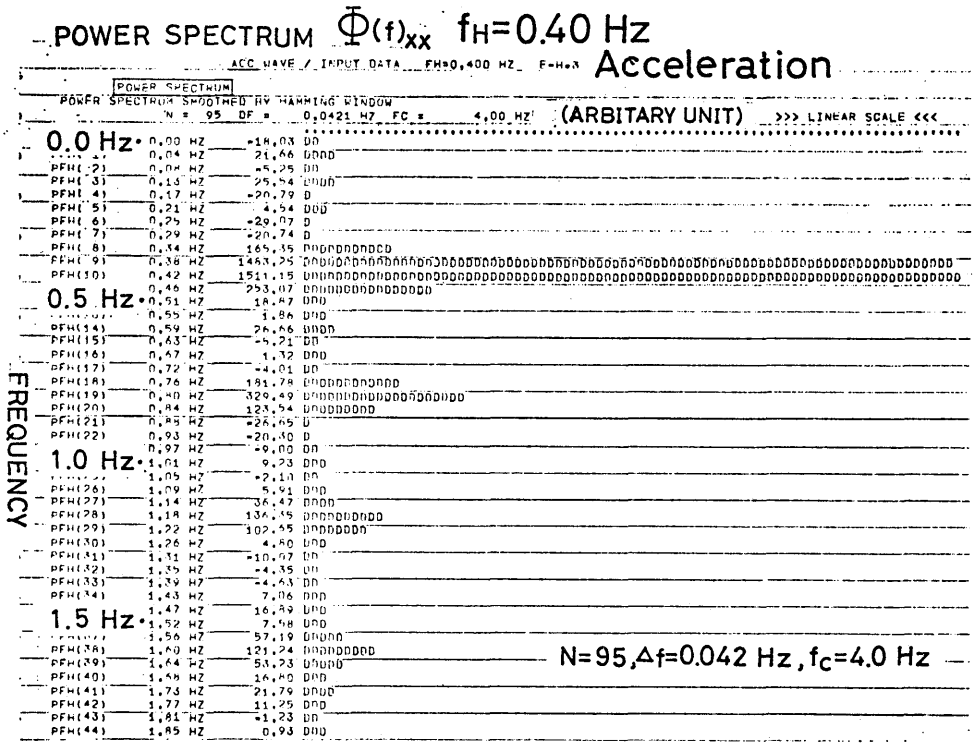 POWER SPECTRUM Φ(f)xx fH=0.40 Hz
ACC WAVE / INPUT DATA FH=0,400 HZ F-H-3 Acceleration
POWER SPECTRUM
POWER SPECTRUM SMOOTHED BY HAMMING WINDOW
N = 95 DF = 0,0421 HZ FC = 4,00 HZ (ARBITARY UNIT) >>> LINEAR SCALE <<<
0.0 Hz 0,00 HZ -18,03 DD
0,04 HZ 21,66 DDDD
PFH( 2) 0,08 HZ -5,25 DD
PFH( 3) 0,13 HZ 25,54 DDDD
PFH( 4) 0,17 HZ -20,79 D
PFH( 5) 0,21 HZ 4,54 DDD
PFH( 6) 0,25 HZ -29,07 D
PFH( 7) 0,29 HZ -20,74 D
PFH( 8) 0,34 HZ 165,35
PFH( 9) 0,38 HZ 1463,25
PFH(10) 0,42 HZ 1511,15
0,46 HZ 253,07
0.5 Hz 0,51 HZ 18,87 DDD
0,55 HZ 1,86 DDD
PFH(14) 0,59 HZ 26,66 DDDD
PFH(15) 0,63 HZ -5,21 DD
PFH(16) 0,67 HZ 1,32 DDD
PFH(17) 0,72 HZ -4,01 DD
PFH(18) 0,76 HZ 181,78
PFH(19) 0,80 HZ 329,49
PFH(20) 0,84 HZ 123,54
PFH(21) 0,88 HZ -26,65 D
PFH(22) 0,93 HZ -20,30 D
0,97 HZ -9,00 DD
1.0 Hz 1,01 HZ 9,23 DDD
1,05 HZ -2,10 DD
PFH(26) 1,09 HZ 5,91 DDD
PFH(27) 1,14 HZ 36,47 DDDD
PFH(28) 1,18 HZ 136,35
PFH(29) 1,22 HZ 102,55
PFH(30) 1,26 HZ 4,80 DDD
PFH(31) 1,31 HZ -10,07 DD
PFH(32) 1,35 HZ -4,35 DD
PFH(33) 1,39 HZ -4,63 DD
PFH(34) 1,43 HZ 7,06 DDD
1,47 HZ 16,89 DDD
1.5 Hz 1,52 HZ 7,58 DDD
1,56 HZ 57,19 DDDDD
PFH(38) 1,60 HZ 121,24
PFH(39) 1,64 HZ 53,23 DDDDD
N=95,Δf=0.042 Hz,fc=4.0 Hz
PFH(40) 1,68 HZ 16,80 DDD
PFH(41) 1,73 HZ 21,79 DDDD
PFH(42) 1,77 HZ 11,25 DDD
PFH(43) 1,81 HZ -1,23 DD
PFH(44) 1,85 HZ 0,93 DDD
FREQUENCY